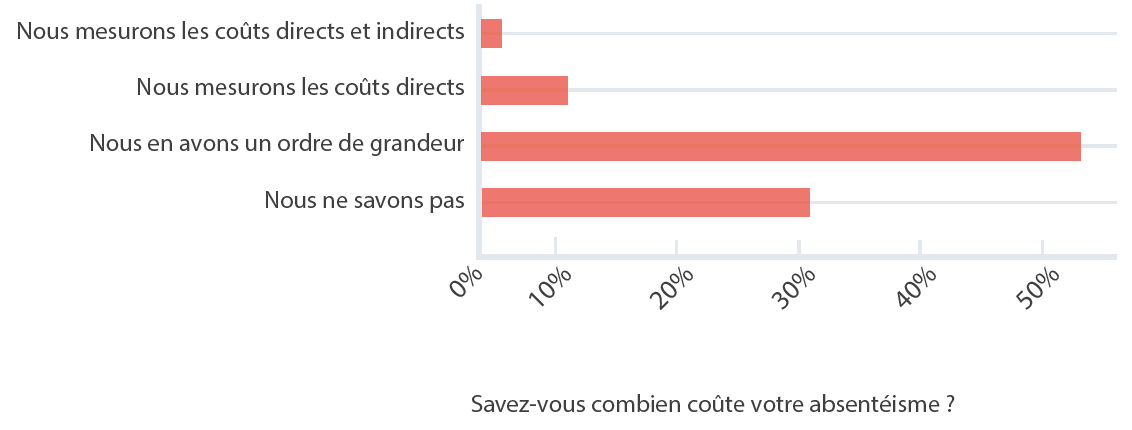 Nous mesurons les coûts directs et indirects
Nous mesurons les coûts directs
Nous en avons un ordre de grandeur
Nous ne savons pas
0% 10% 20% 30% 40% 50%
Savez-vous combien coûte votre absentéisme ?